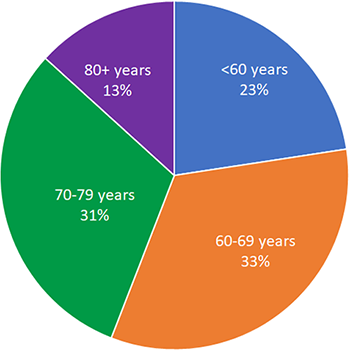 80+ years
13%
<60 years
23%
70-79 years
31%
60-69 years
33%